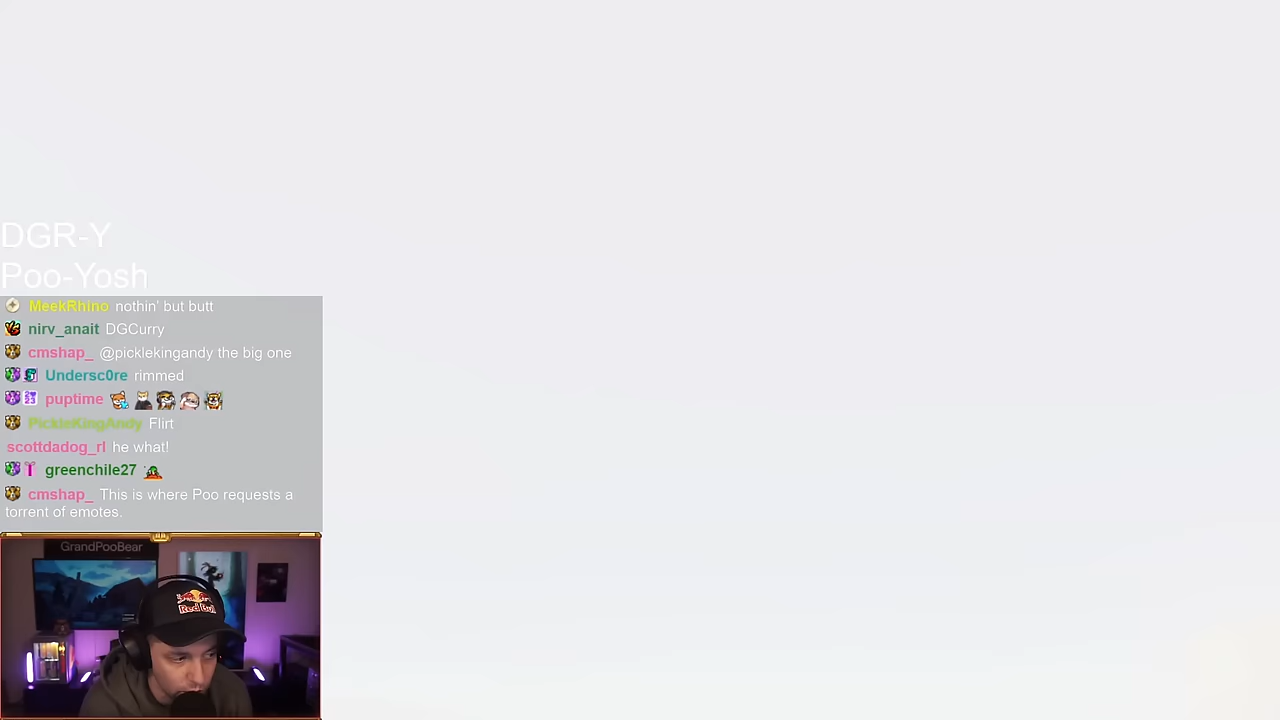 DGR-Y
Poo-Yosh
MeekRhino nothin' but butt
nirv_anait DGCurry
cmshap_ @picklekingandy the big one
Undersc0re rimmed
23 puptime
PickleKingAndy Flirt
scottdadog_rl he what!
greenchile27
cmshap_ This is where Poo requests a
torrent of emotes.
GrandPooBear
Red Bull